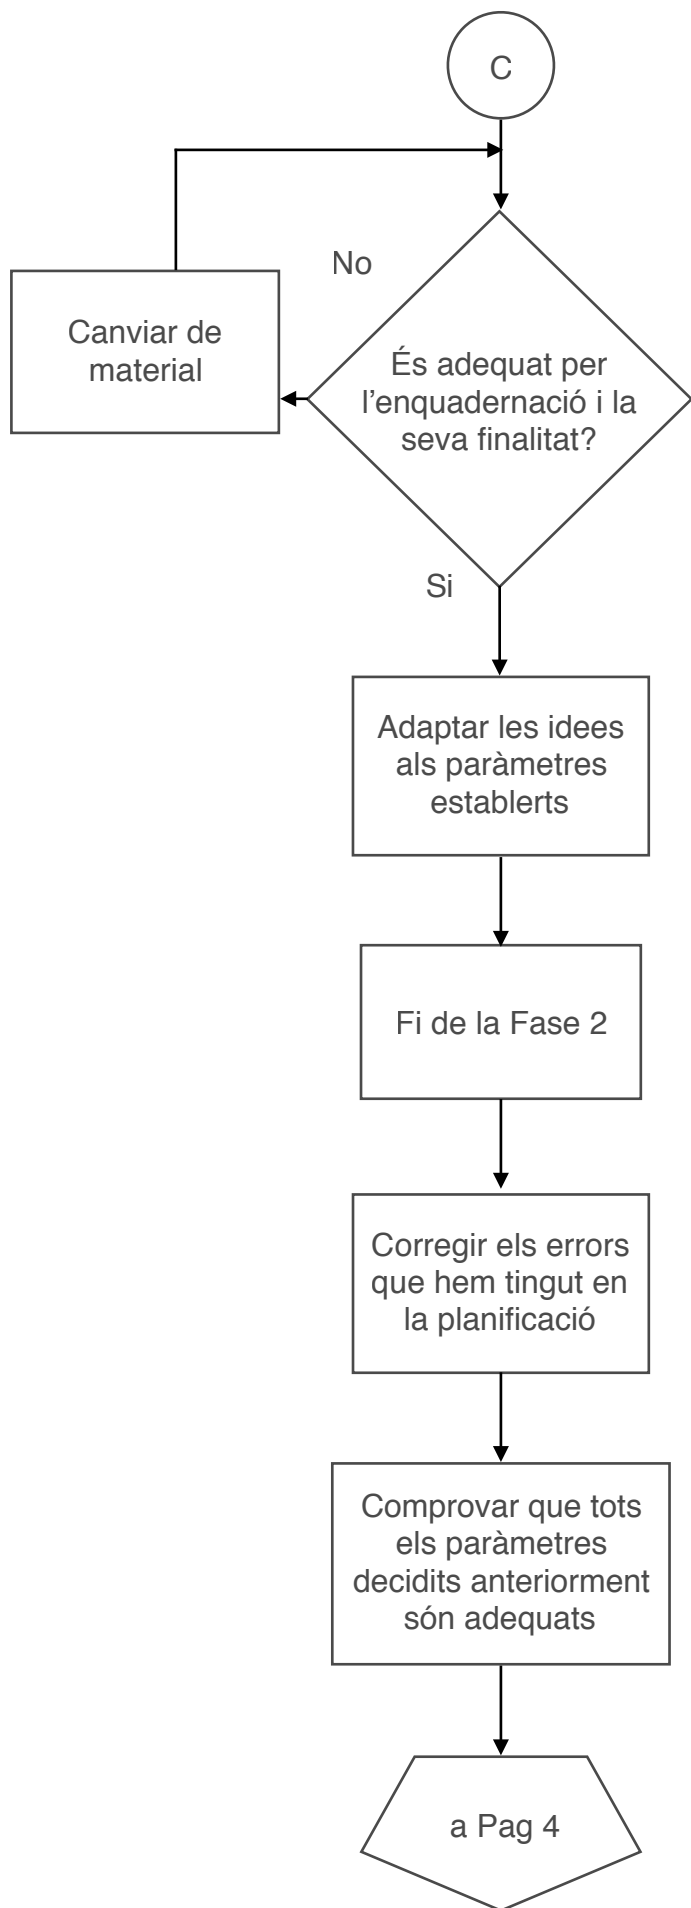 C
No
Canviar de
material
És adequat per
l’enquadernació i la
seva finalitat?
Si
Adaptar les idees
als paràmetres
establerts
Fi de la Fase 2
Corregir els errors
que hem tingut en
la planificació
Comprovar que tots
els paràmetres
decidits anteriorment
són adequats
a Pag 4